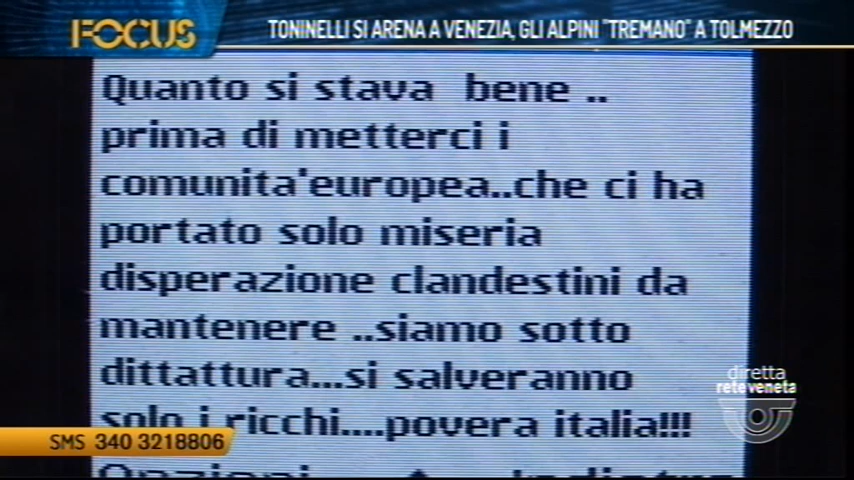 FOCUS
TONINELLI SI ARENA A VENEZIA, GLI ALPINI "TREMANO" A TOLMEZZO
Quanto si stava bene ..
prima di metterci i
comunita'europea..che ci ha
portato solo miseria
disperazione clandestini da
mantenere ..siamo sotto
dittattura...si salveranno
solo i ricchi....povera italia!!!
diretta
reteveneta
SMS 340 3218806
Opzioni